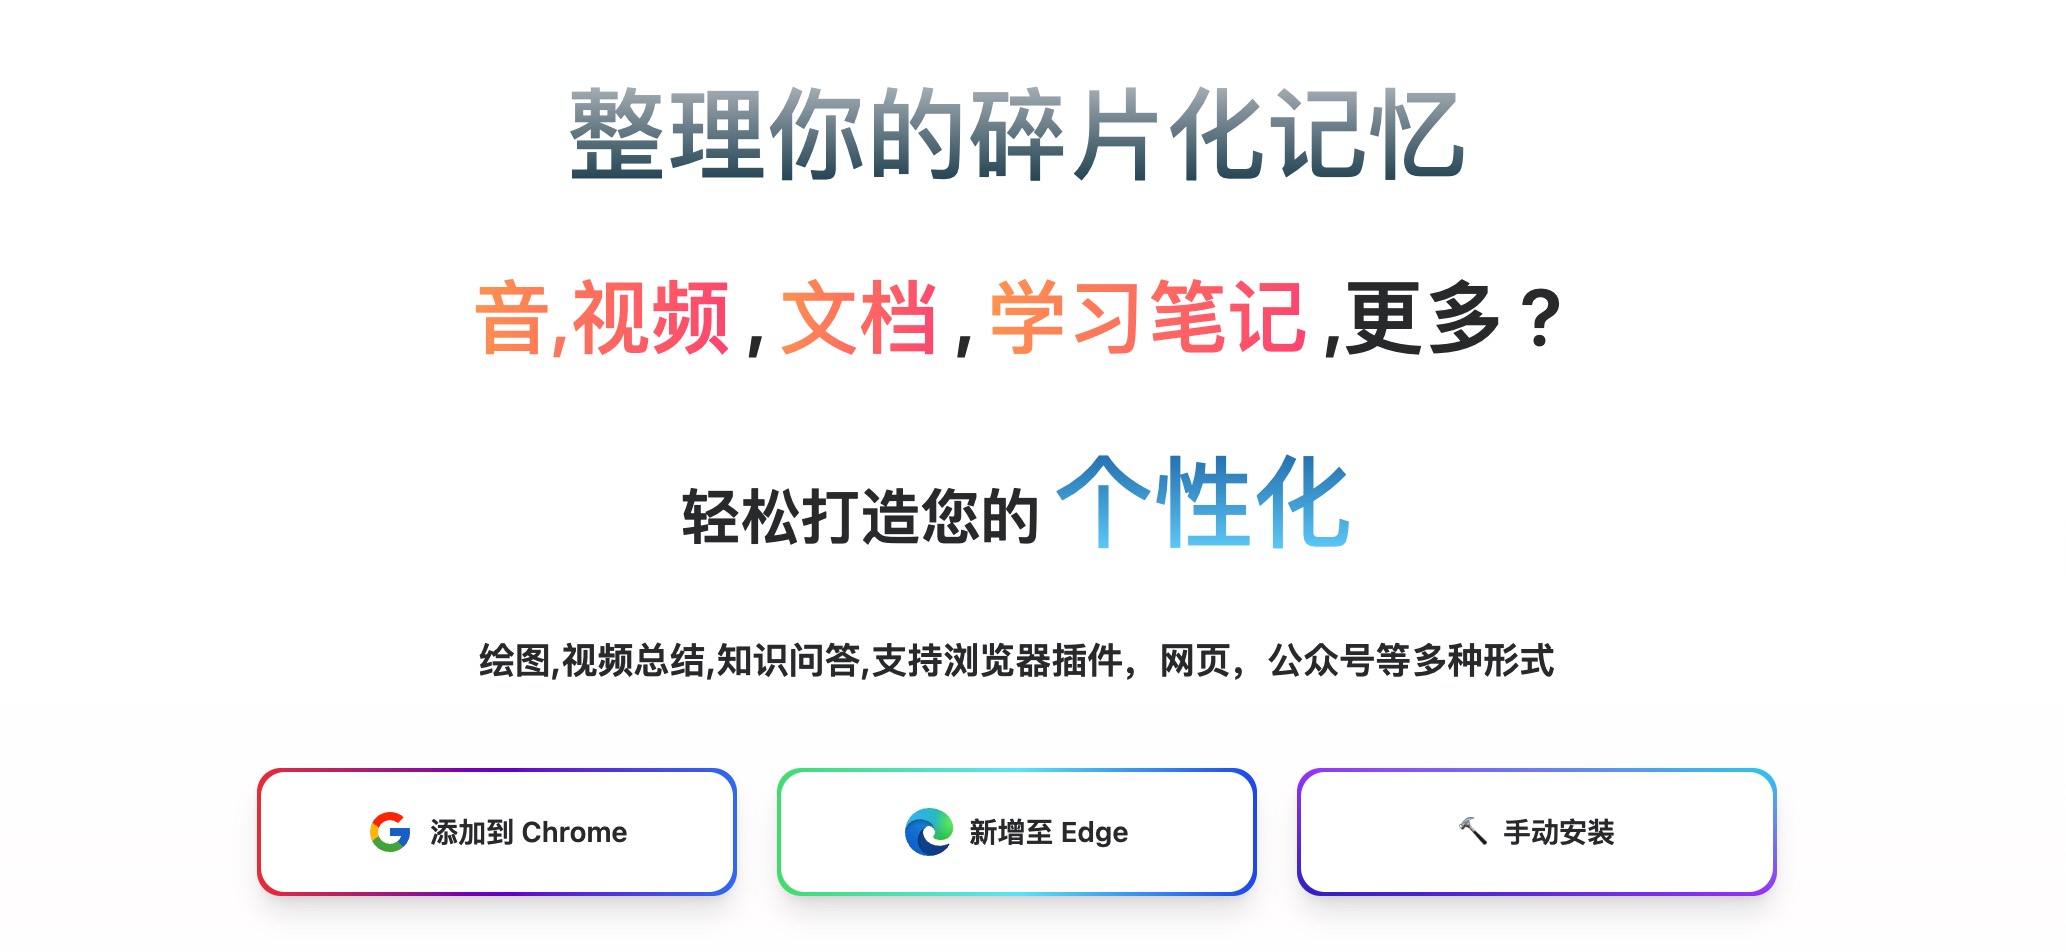 整理你的碎片化记忆
音,视频 , 文档 , 学习笔记 ,更多？
轻松打造您的 个性化
绘图,视频总结,知识问答,支持浏览器插件，网页，公众号等多种形式
添加到 Chrome
新增至 Edge
手动安装